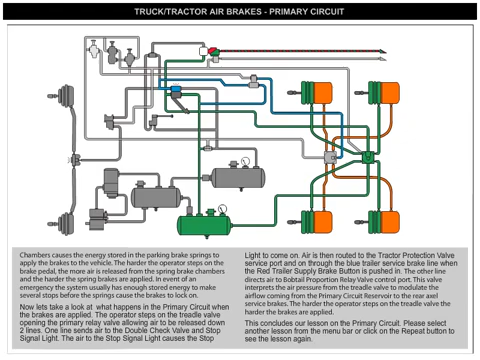 TRUCK/TRACTOR AIR BRAKES - PRIMARY CIRCUIT
Chambers causes the energy stored in the parking brake springs to
apply the brakes to the vehicle. The harder the operator steps on the
brake pedal, the more air is released from the spring brake chambers
and the harder the spring brakes are applied. In event of an
emergency the system usually has enough stored energy to make
several stops before the springs cause the brakes to lock on.
Now lets take a look at what happens in the Primary Circuit when
the brakes are applied. The operator steps on the treadle valve
opening the primary relay valve allowing air to be released down
2 lines. One line sends air to the Double Check Valve and Stop
Signal Light. The air to the Stop Signal Light causes the Stop
Light to come on. Air is then routed to the Tractor Protection Valve
service port and on through the blue trailer service brake line when
the Red Trailer Supply Brake Button is pushed in. The other line
directs air to Bobtail Proportion Relay Valve control port. This valve
interprets the air pressure from the treadle valve to modulate the
airflow coming from the Primary Circuit Reservoir to the rear axel
service brakes. The harder the operator steps on the treadle valve the
harder the brakes are applied.
This concludes our lesson on the Primary Circuit. Please select
another lesson from the menu bar or click on the Repeat button to
see the lesson again.